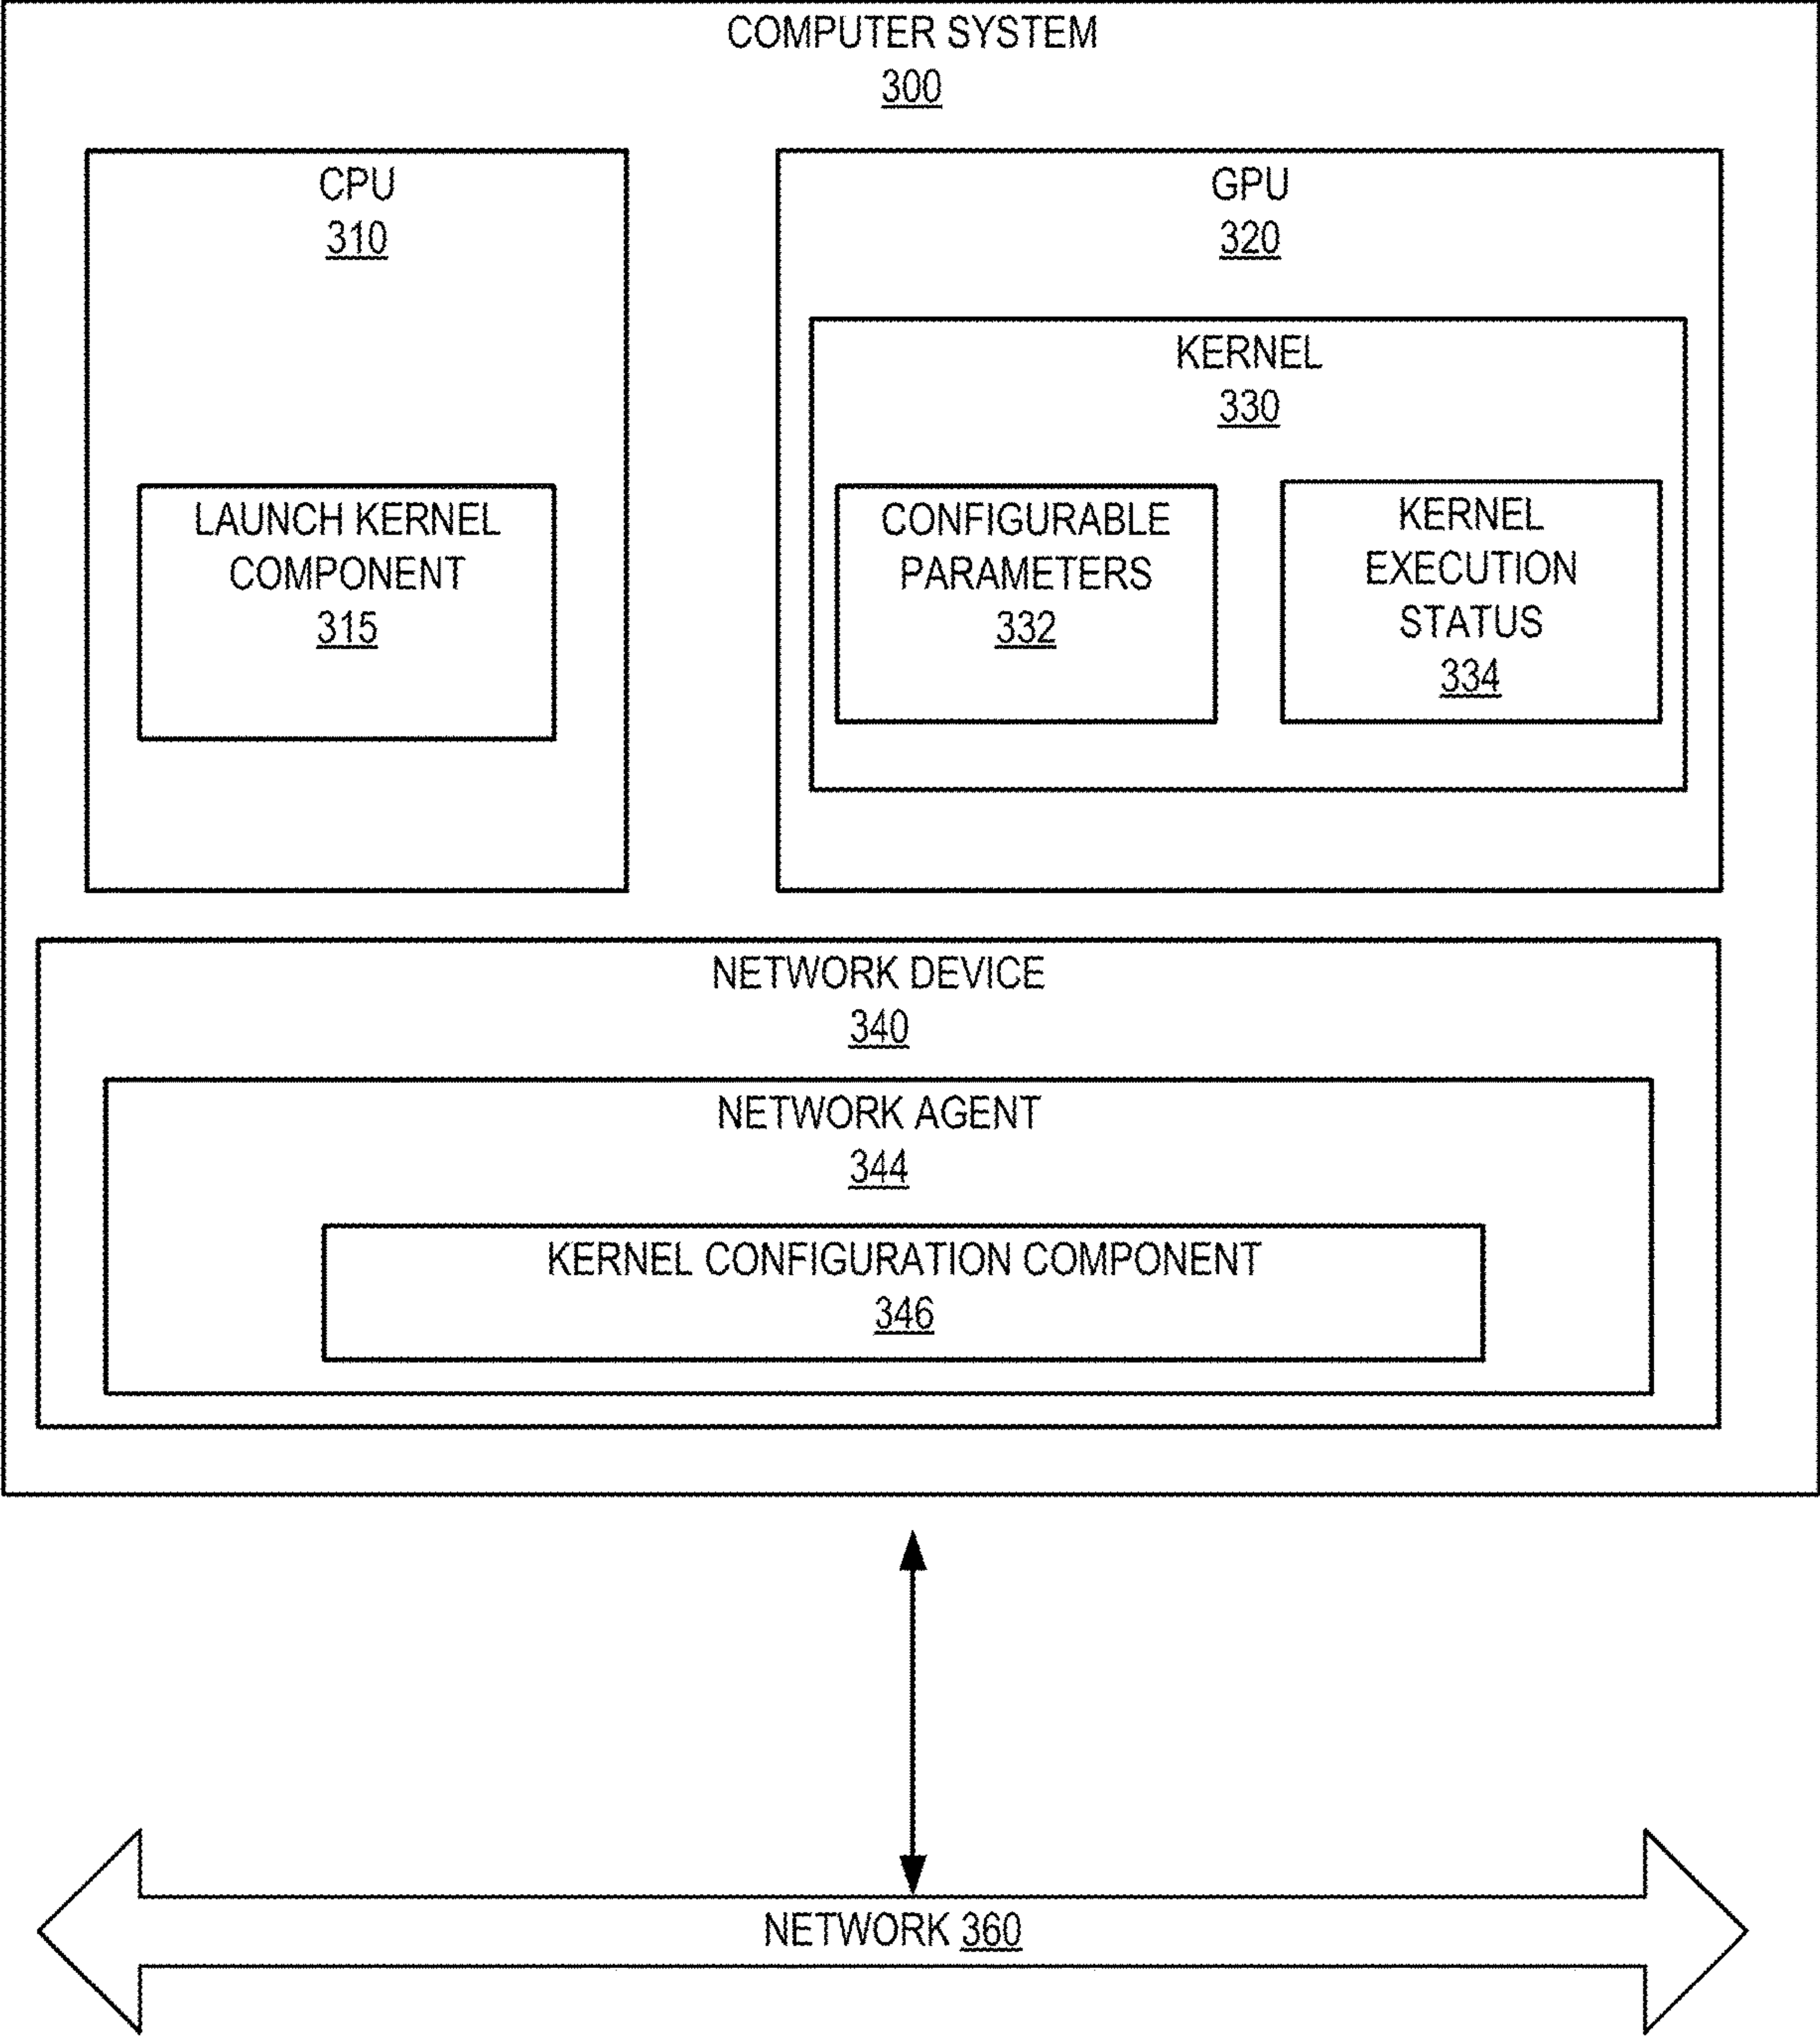 COMPUTER SYSTEM
300
CPU
310
LAUNCH KERNEL
COMPONENT
315
GPU
320
KERNEL
330
CONFIGURABLE
PARAMETERS
332
KERNEL
EXECUTION
STATUS
334
NETWORK DEVICE
340
NETWORK AGENT
344
KERNEL CONFIGURATION COMPONENT
346
NETWORK 360